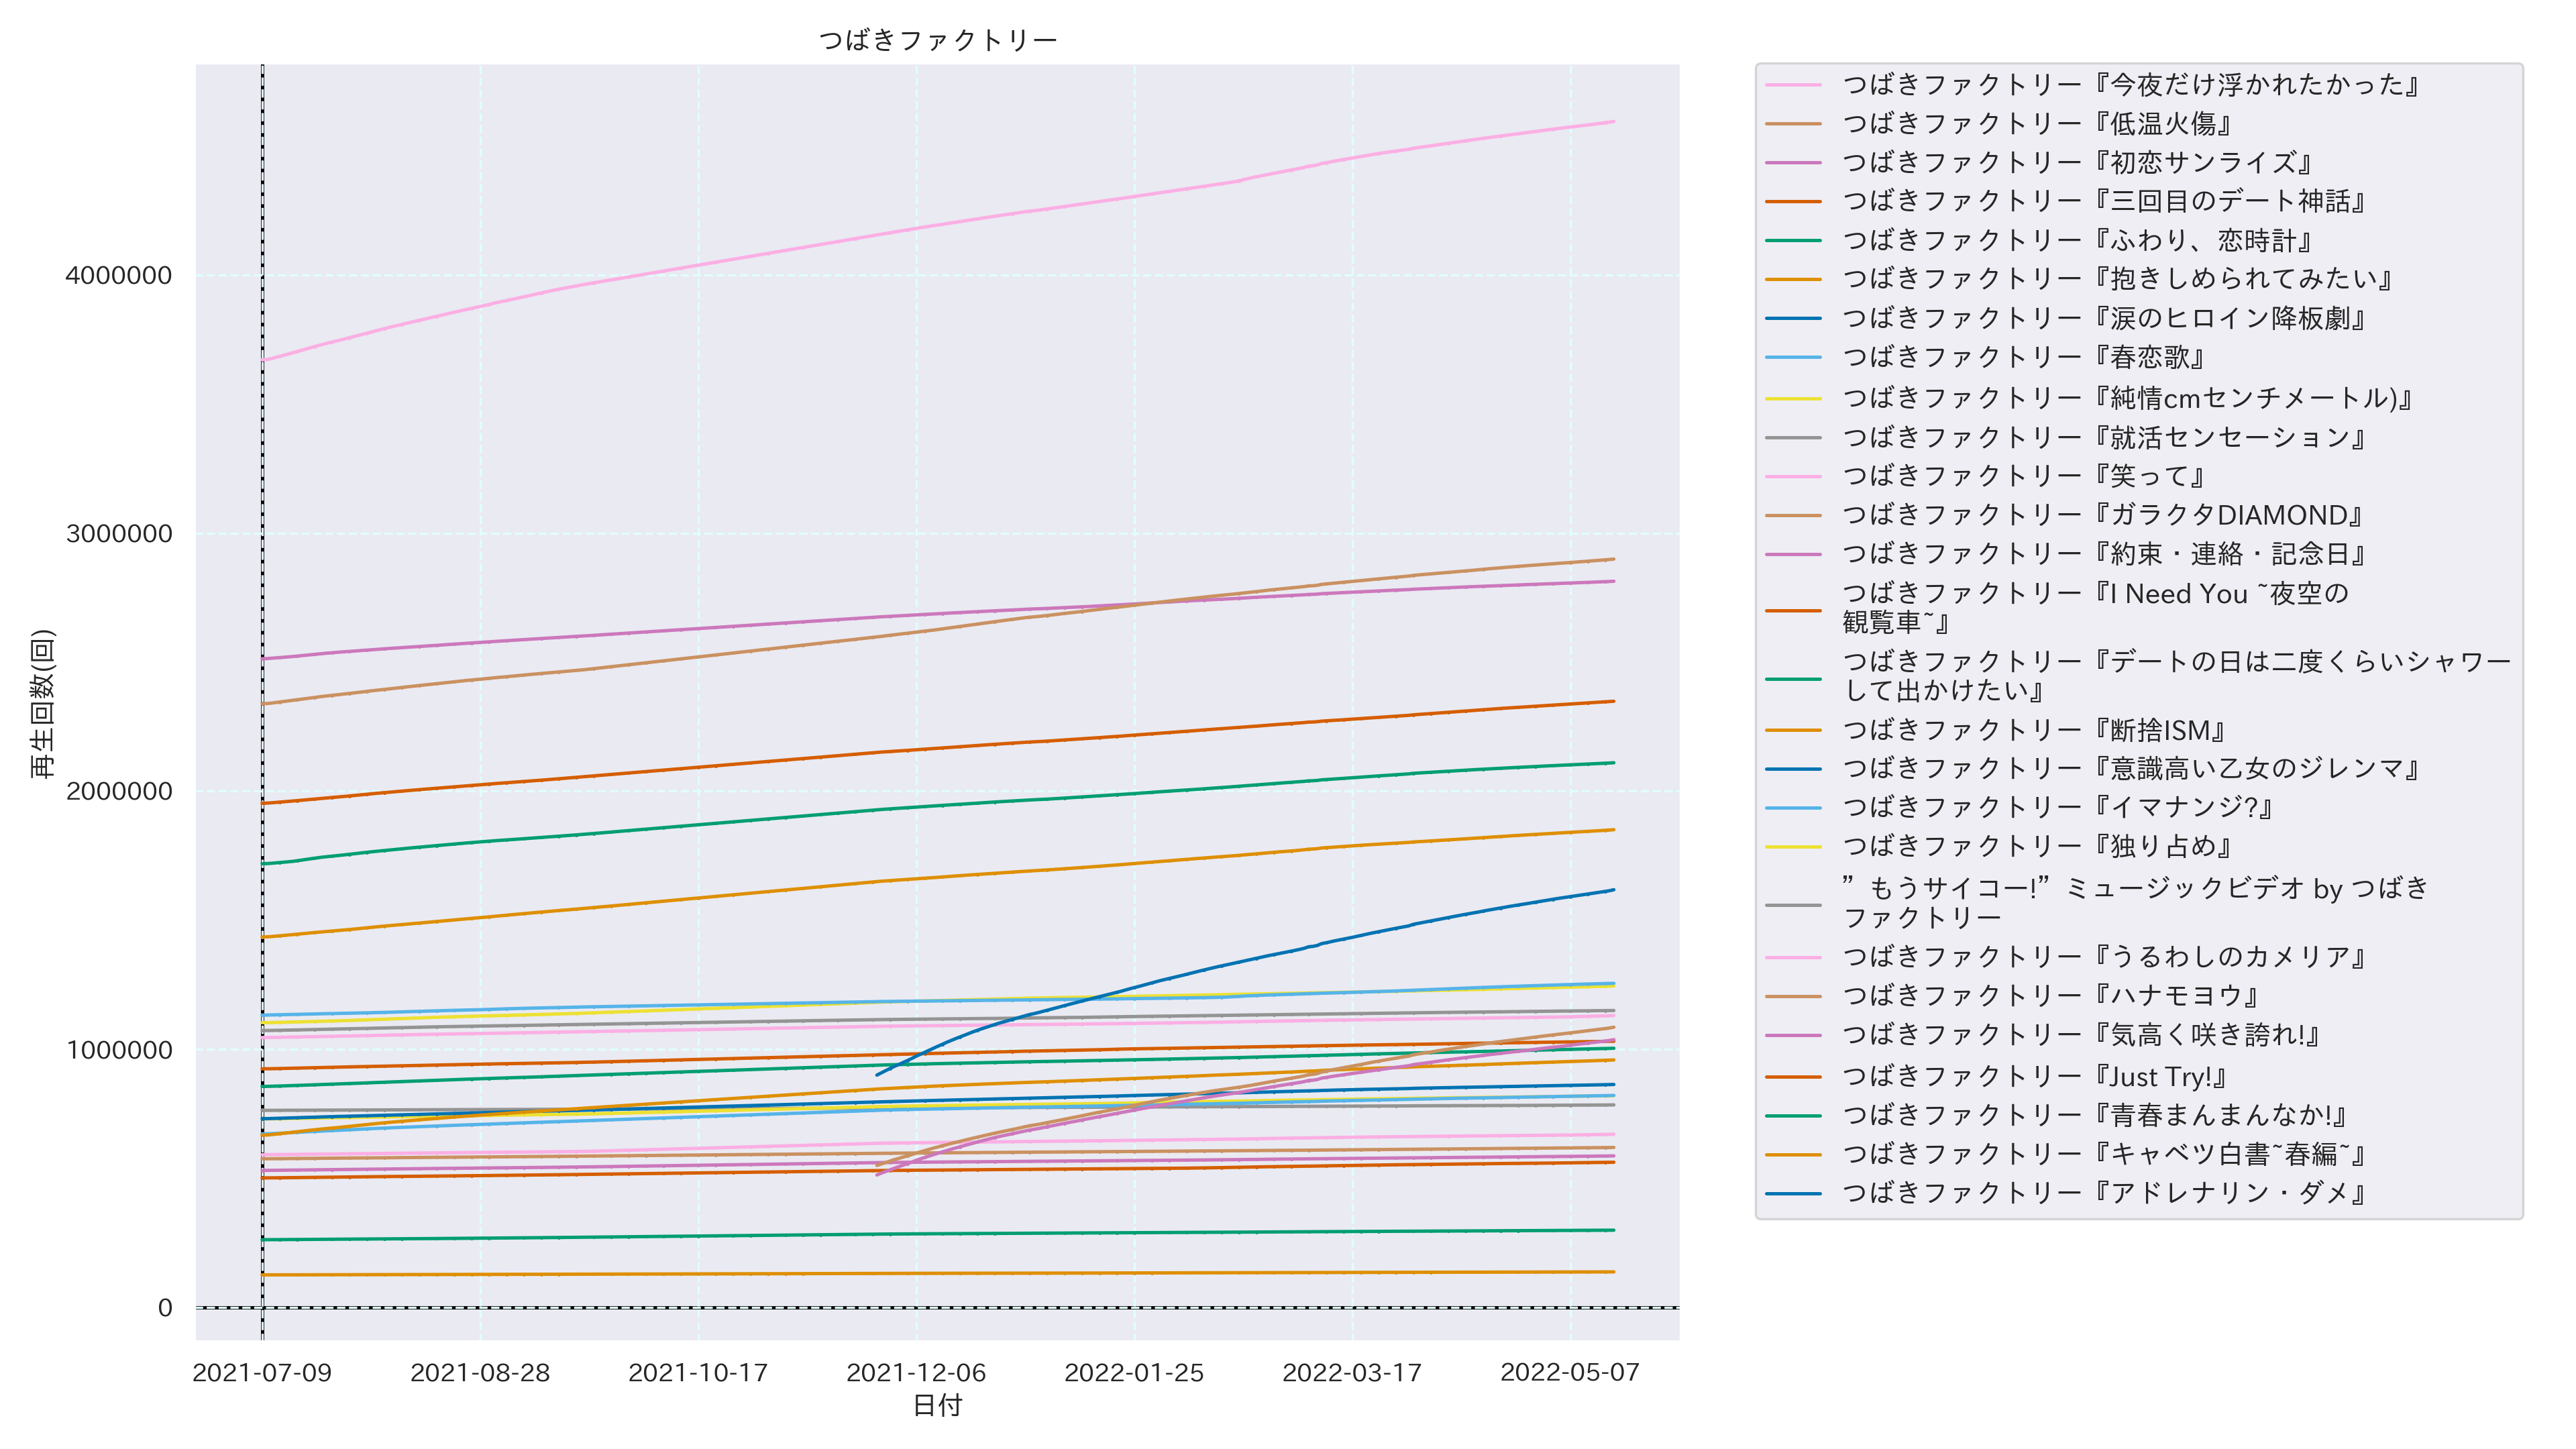 つばきファクトリー
再生回数(回)
4000000
3000000
2000000
1000000
0
2021-07-09
2021-08-28
2021-10-17
2021-12-06
2022-01-25
2022-03-17
2022-05-07
日付
つばきファクトリー『今夜だけ浮かれたかった』
つばきファクトリー『低温火傷』
つばきファクトリー『初恋サンライズ』
つばきファクトリー『三回目のデート神話』
つばきファクトリー『ふわり、恋時計』
つばきファクトリー『抱きしめられてみたい』
つばきファクトリー『涙のヒロイン降板劇』
つばきファクトリー『春恋歌』
つばきファクトリー『純情cmセンチメートル)』
つばきファクトリー『就活センセーション』
つばきファクトリー『笑って』
つばきファクトリー『ガラクタDIAMOND』
つばきファクトリー『約束・連絡・記念日』
つばきファクトリー『I Need You ~夜空の
観覧車~』
つばきファクトリー『デートの日は二度くらいシャワー
して出かけたい』
つばきファクトリー『断捨ISM』
つばきファクトリー『意識高い乙女のジレンマ』
つばきファクトリー『イマナンジ?』
つばきファクトリー『独り占め』
”もうサイコー!”ミュージックビデオ by つばき
ファクトリー
つばきファクトリー『うるわしのカメリア』
つばきファクトリー『ハナモヨウ』
つばきファクトリー『気高く咲き誇れ!』
つばきファクトリー『Just Try!』
つばきファクトリー『青春まんまんなか!』
つばきファクトリー『キャベツ白書~春編~』
つばきファクトリー『アドレナリン・ダメ』